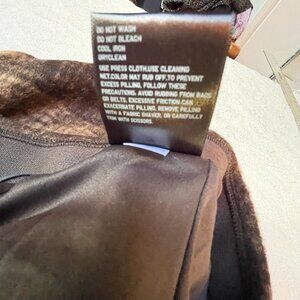 DO NOT WASH
DO NOT BLEACH
COOL IRON
DRYCLEAN
USE PRESS CLOTH.USE CLEANING
NET.COLOR MAY RUB OFF.TO PREVENT
EXCESS PILLING, FOLLOW THESE
PRECAUTIONS. AVOID RUBBING FROM BAGS
OR BELTS. EXCESSIVE FRICTION CAN
EXACERBATE PILLING. REMOVE PILLING
WITH A FABRIC SHAVER, OR CAREFULLY
TRIM WITH SCISSORS.